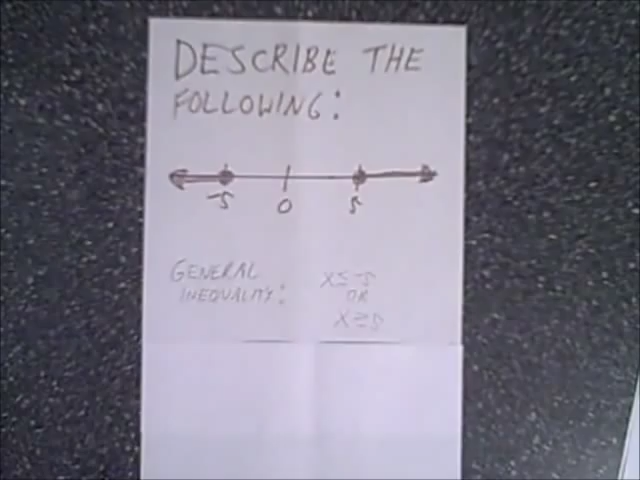 DESCRIBE THE
FOLLOWING:
-5 0 5
GENERAL
INEQUALITY:
X ≤ -5
OR
X ≥ 5